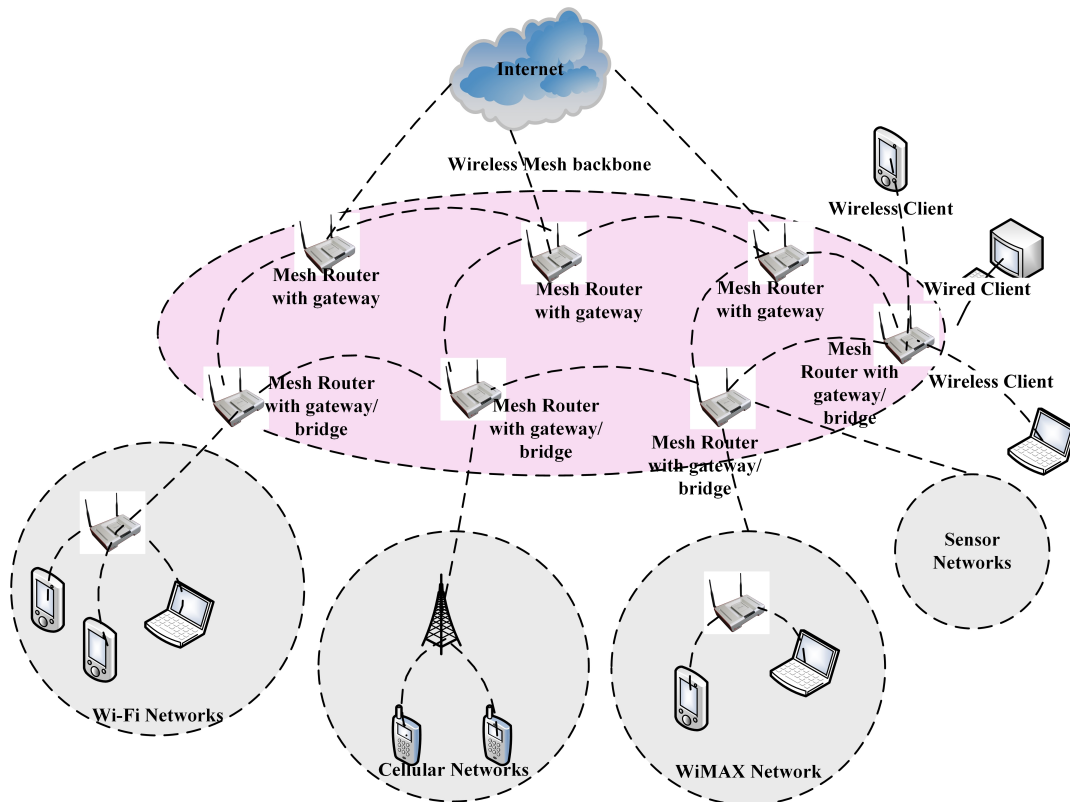 Internet
Wireless Mesh backbone
Wireless Client
Mesh Router
with gateway
Mesh Router
with gateway
Mesh Router
with gateway
Wired Client
Mesh
Router with
gateway/
bridge
Wireless Client
Mesh Router
with gateway/
bridge
Mesh Router
with gateway/
bridge
Mesh Router
with gateway/
bridge
Sensor
Networks
Wi-Fi Networks
Cellular Networks
WiMAX Network